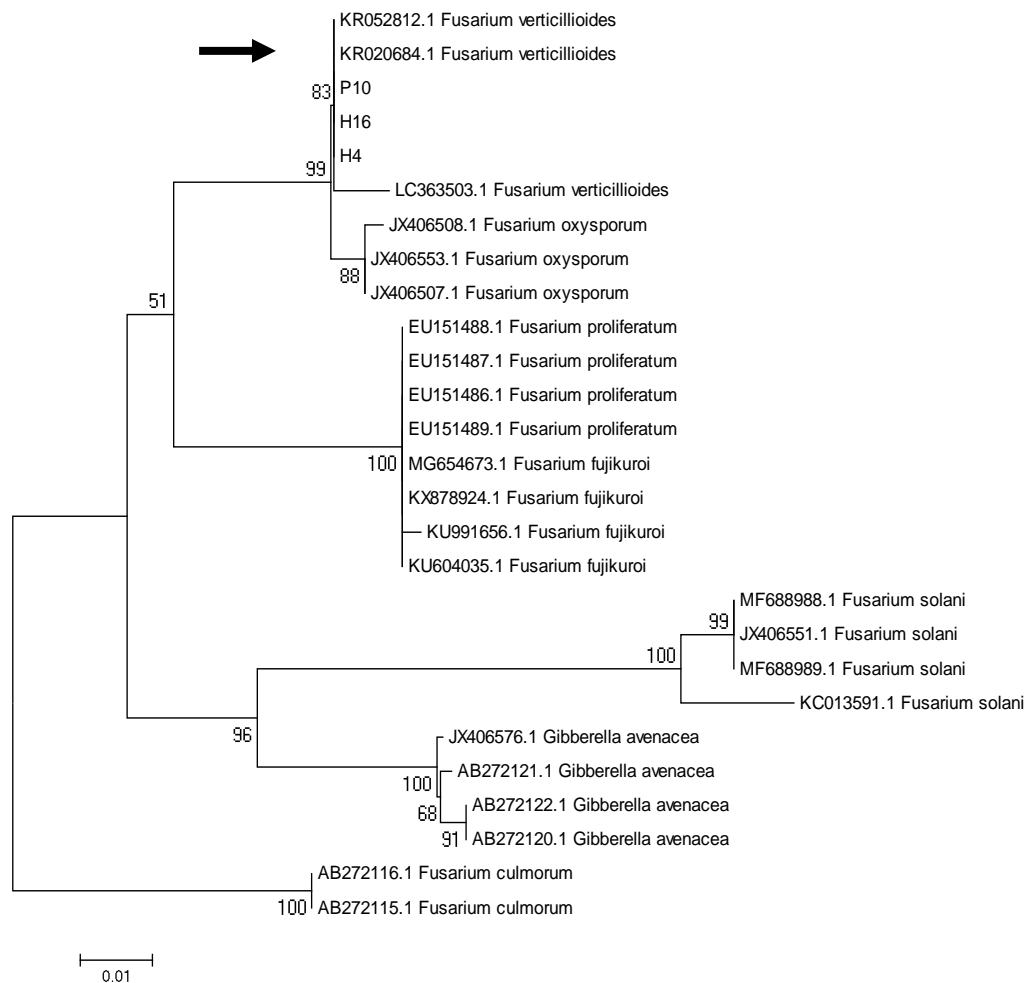 KR052812.1 Fusarium verticillioides
KR020684.1 Fusarium verticillioides
83
P10
H16
H4
99
LC363503.1 Fusarium verticillioides
JX406508.1 Fusarium oxysporum
JX406553.1 Fusarium oxysporum
88
JX406507.1 Fusarium oxysporum
51
EU151488.1 Fusarium proliferatum
EU151487.1 Fusarium proliferatum
EU151486.1 Fusarium proliferatum
EU151489.1 Fusarium proliferatum
100
MG654673.1 Fusarium fujikuroi
KX878924.1 Fusarium fujikuroi
KU991656.1 Fusarium fujikuroi
KU604035.1 Fusarium fujikuroi
MF688988.1 Fusarium solani
99
JX406551.1 Fusarium solani
100
MF688989.1 Fusarium solani
KC013591.1 Fusarium solani
96
JX406576.1 Gibberella avenacea
AB272121.1 Gibberella avenacea
100
AB272122.1 Gibberella avenacea
68
AB272120.1 Gibberella avenacea
91
AB272116.1 Fusarium culmorum
100
AB272115.1 Fusarium culmorum
0.01